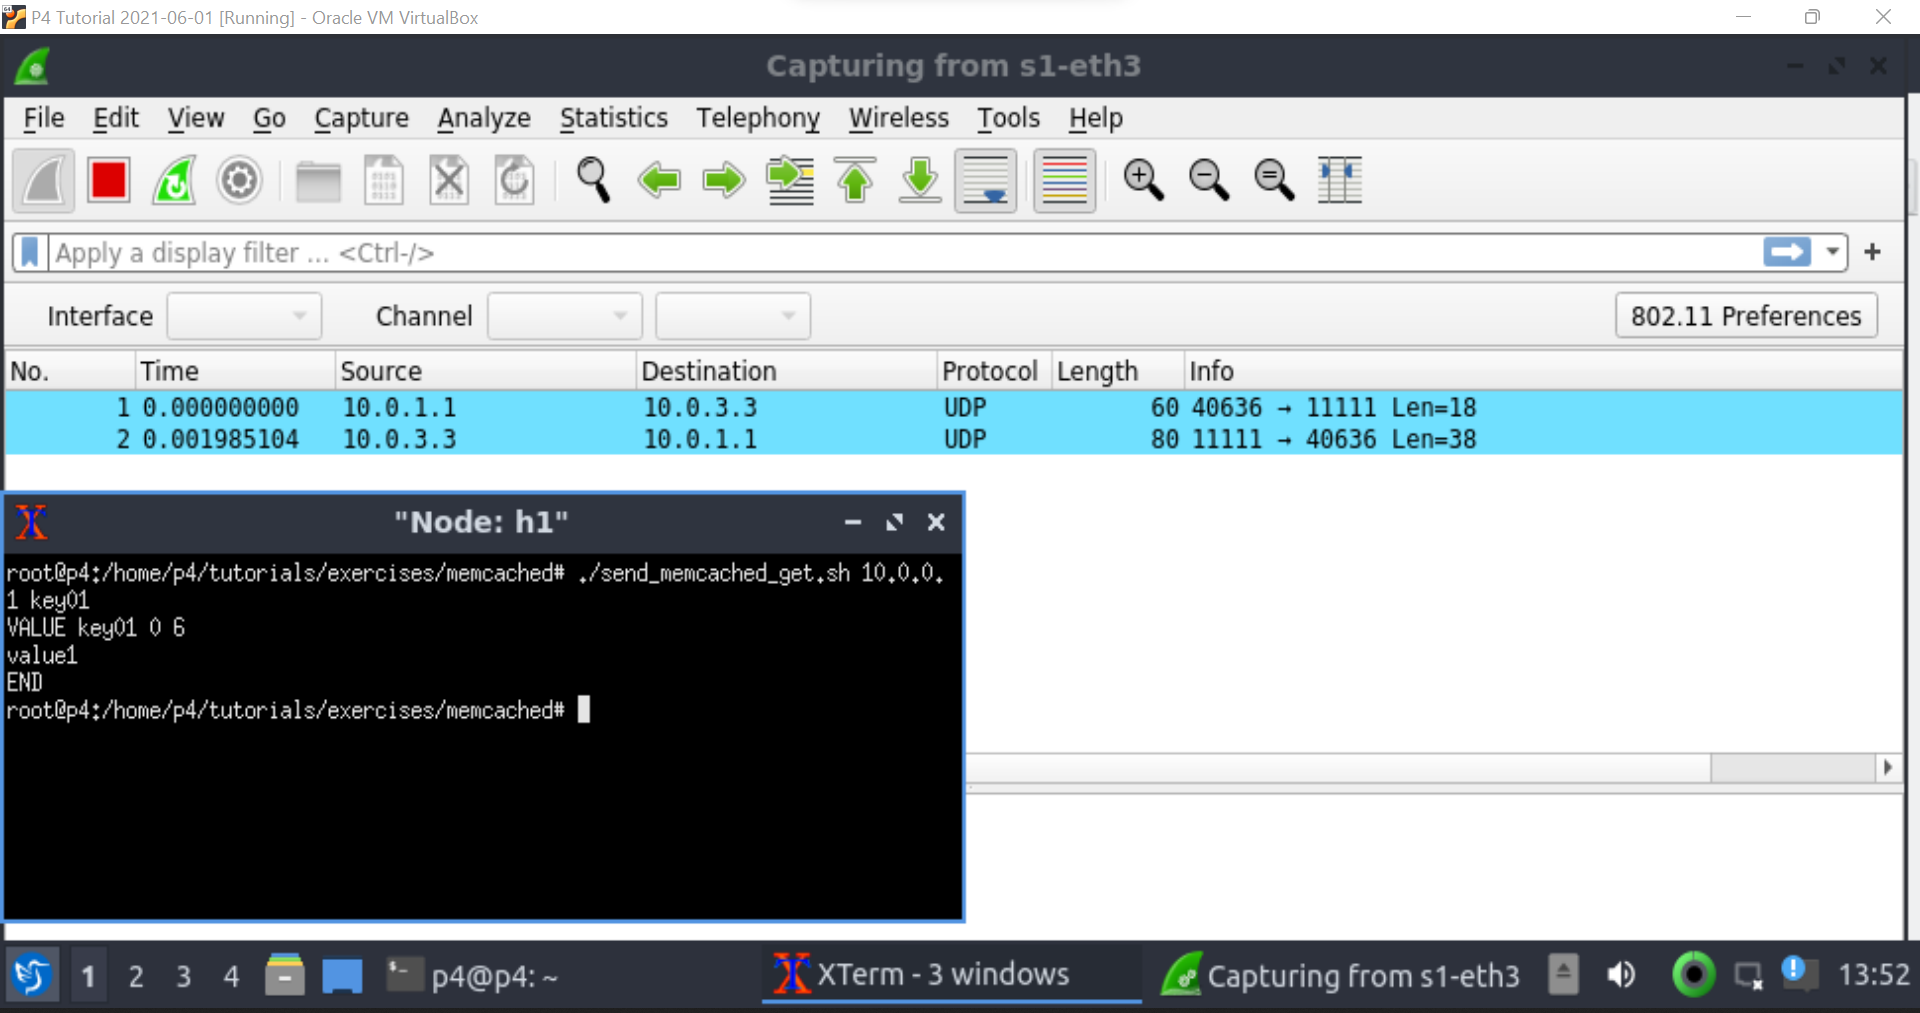 P4 Tutorial 2021-06-01 [Running] - Oracle VM VirtualBox
Capturing from s1-eth3
File Edit View Go Capture Analyze Statistics Telephony Wireless Tools Help
Apply a display filter ... <Ctrl-/>
+
Interface Channel 802.11 Preferences
No. Time Source Destination Protocol Length Info
1 0.000000000 10.0.1.1 10.0.3.3 UDP 60 40636 → 11111 Len=18
2 0.001985104 10.0.3.3 10.0.1.1 UDP 80 11111 → 40636 Len=38
"Node: h1"
root@p4:/home/p4/tutorials/exercises/memcached# ./send_memcached_get.sh 10.0.0.
1 key01
VALUE key01 0 6
value1
END
root@p4:/home/p4/tutorials/exercises/memcached#
1 2 3 4 p4@p4: ~ XTerm - 3 windows Capturing from s1-eth3 13:52